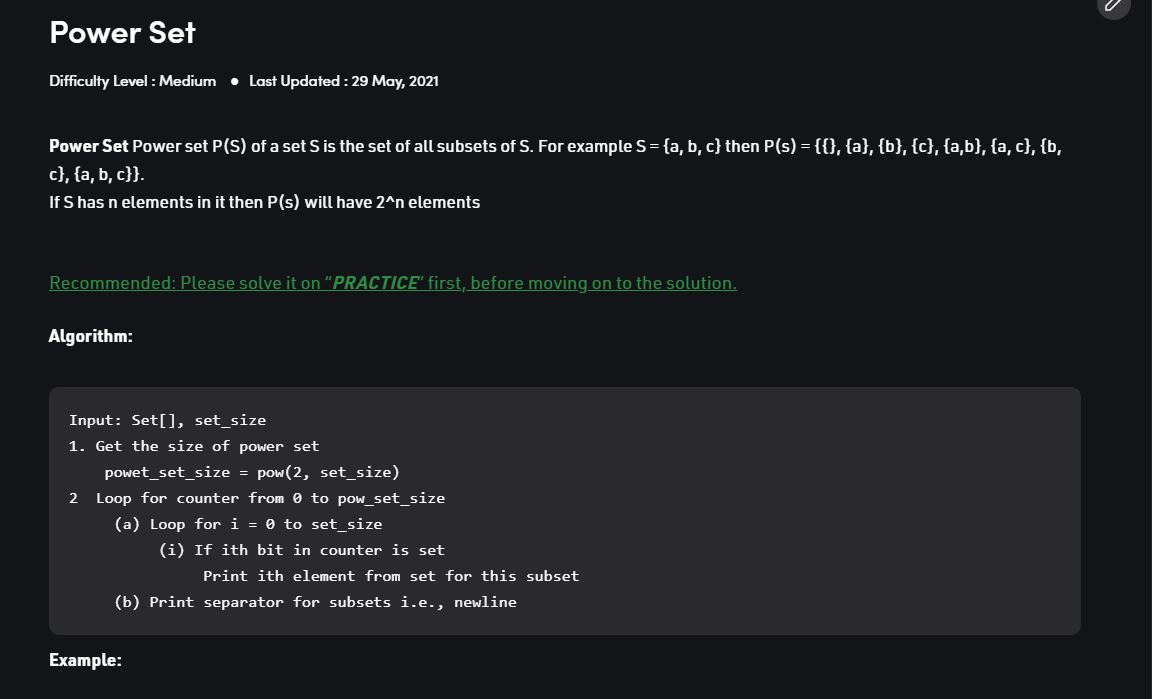 Power Set
Difficulty Level : Medium ● Last Updated : 29 May, 2021
Power Set Power set P(S) of a set S is the set of all subsets of S. For example S = {a, b, c} then P(s) = {{}, {a}, {b}, {c}, {a,b}, {a, c}, {b,
c}, {a, b, c}}.
If S has n elements in it then P(s) will have 2^n elements
Recommended: Please solve it on "PRACTICE" first, before moving on to the solution.
Algorithm:
Input: Set[], set_size
1. Get the size of power set
powet_set_size = pow(2, set_size)
2  Loop for counter from 0 to pow_set_size
(a) Loop for i = 0 to set_size
(i) If ith bit in counter is set
Print ith element from set for this subset
(b) Print separator for subsets i.e., newline
Example: